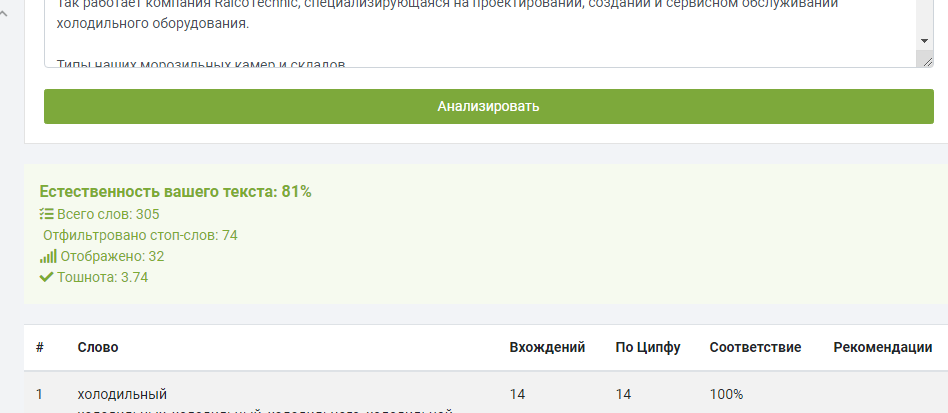 Так работает компания RalcoTechnic, специализирующаяся на проектировании, создании и сервисном обслуживании
холодильного оборудования.
Типы наших морозильных камер и складов
Анализировать
Естественность вашего текста: 81%
Всего слов: 305
Отфильтровано стоп-слов: 74
Отображено: 32
Тошнота: 3.74
# Слово Вхождений По Ципфу Соответствие Рекомендации
1 холодильный 14 14 100%